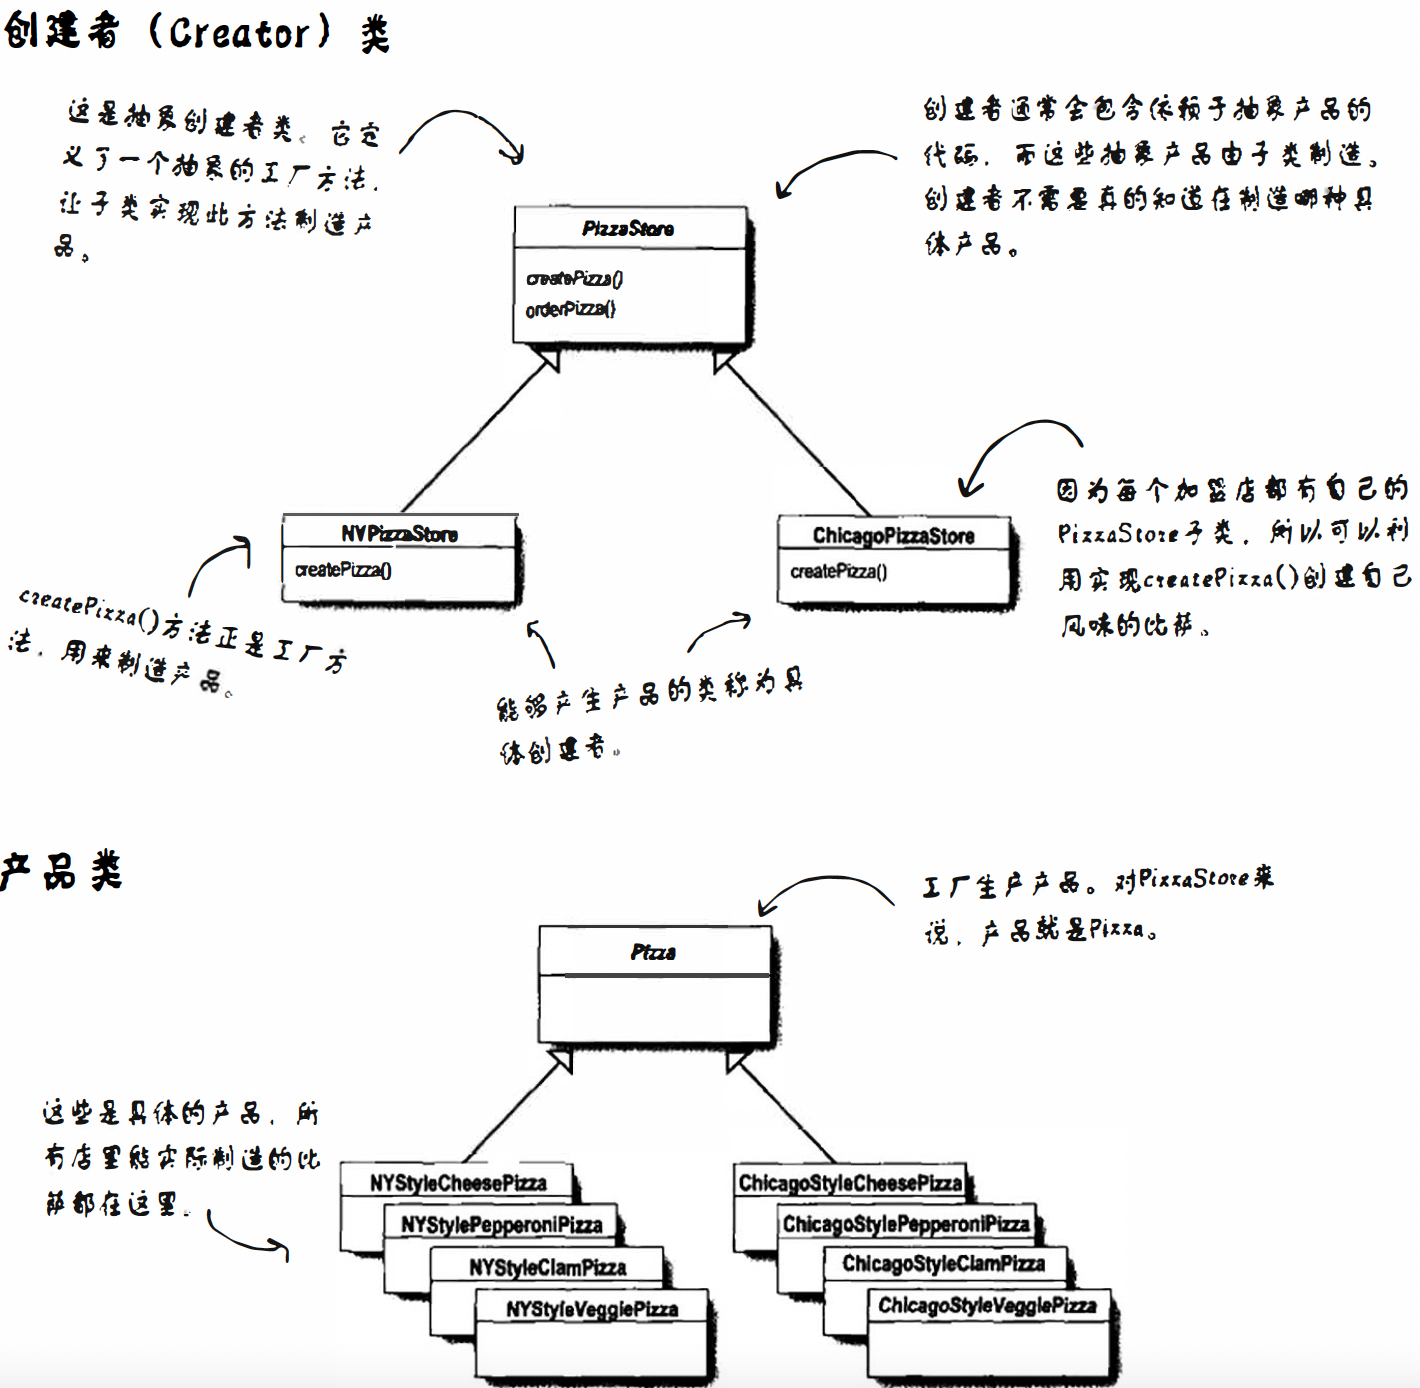 创建者（Creator）类
这是抽象创建者类。它定
义了一个抽象的工厂方法，
让子类实现此方法制造产
品。
创建者通常会包含依赖于抽象产品的
代码，而这些抽象产品由子类制造。
创建者不需要真的知道在制造哪种具
体产品。
PizzaStore
createPizza()
orderPizza()
NYPizzaStore
createPizza()
ChicagoPizzaStore
createPizza()
因为每个加盟店都有自己的
PizzaStore子类，所以可以利
用实现createPizza()创建自己
风味的比萨。
createPizza()方法正是工厂方
法，用来制造产品。
能够产生产品的类称为具
体创建者。
产品类
工厂生产产品。对PizzaStore来
说，产品就是Pizza。
Pizza
这些是具体的产品，所
有店里能实际制造的比
萨都在这里。
NYStyleCheesePizza
NYStylePepperoniPizza
NYStyleClamPizza
NYStyleVeggiePizza
ChicagoStyleCheesePizza
ChicagoStylePepperoniPizza
ChicagoStyleClamPizza
ChicagoStyleVeggiePizza